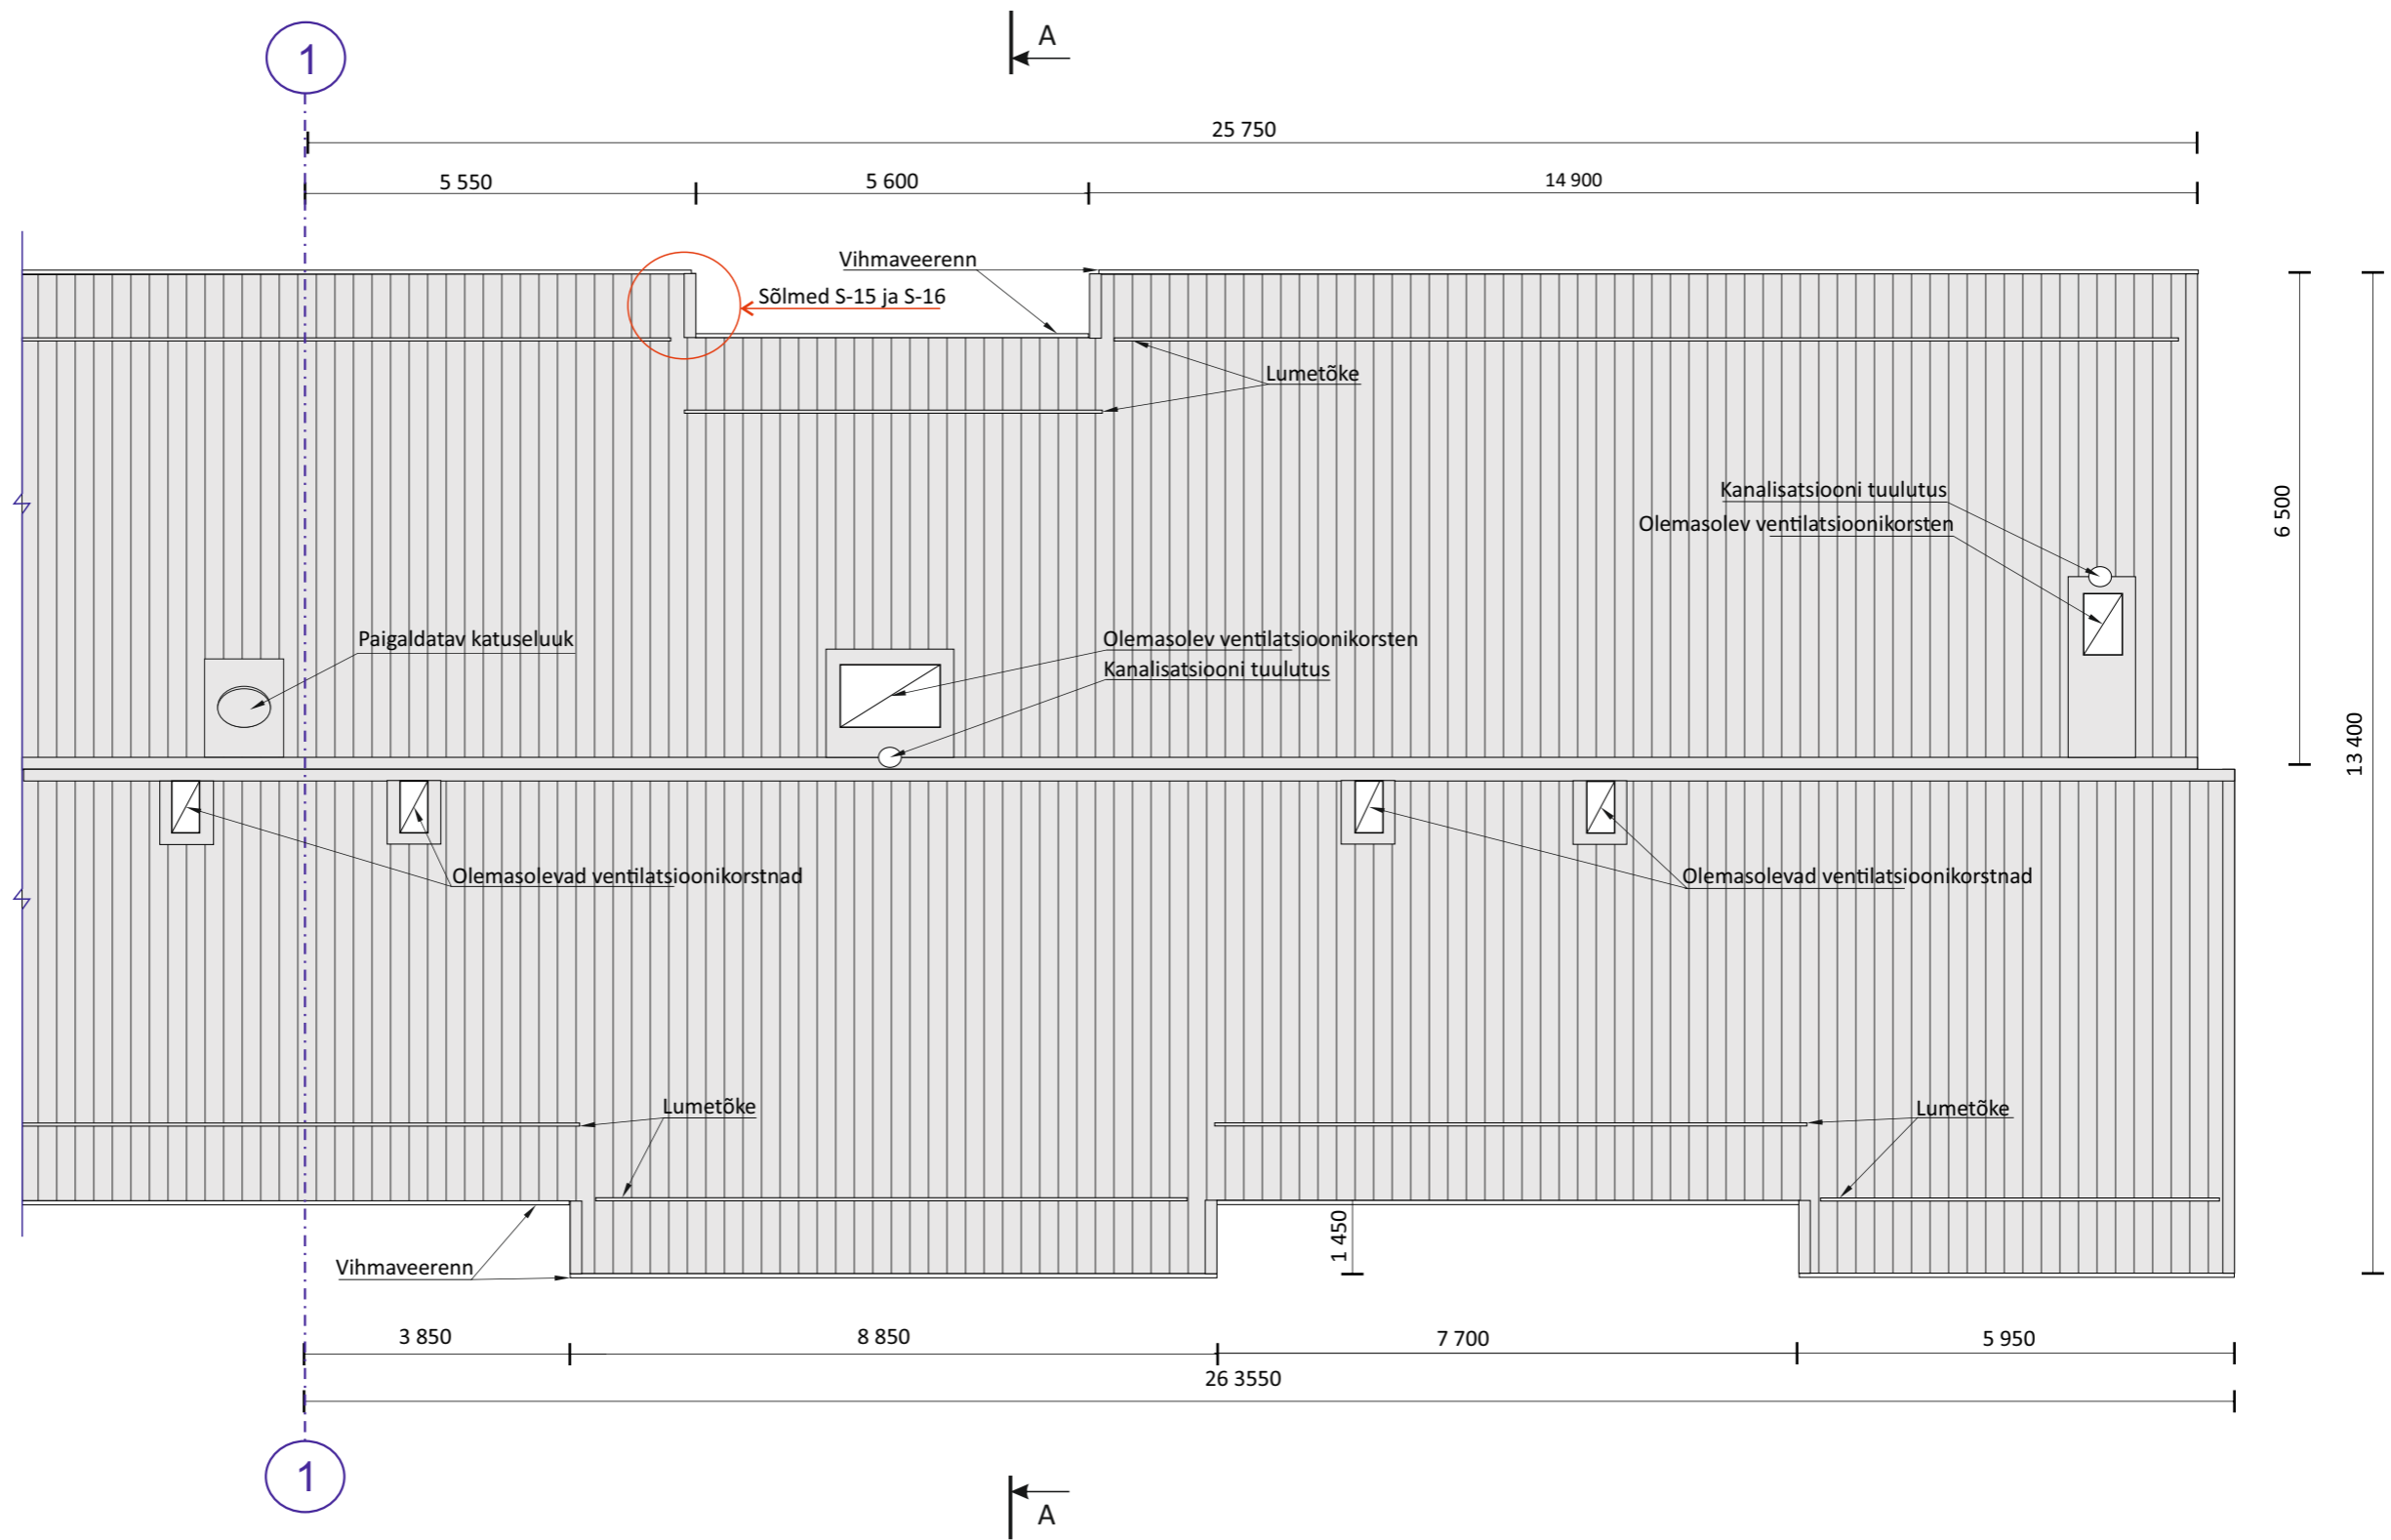 A
1
25 750
5 550
5 600
14 900
Vihmaveerenn
Sõlmed S-15 ja S-16
Lumetõke
Kanalisatsiooni tuulutus
Olemasolev ventilatsioonikorsten
6 500
Paigaldatav katuseluuk
Olemasolev ventilatsioonikorsten
Kanalisatsiooni tuulutus
13 400
Olemasolevad ventilatsioonikorstnad
Olemasolevad ventilatsioonikorstnad
Lumetõke
Lumetõke
1 450
Vihmaveerenn
3 850
8 850
7 700
5 950
26 3550
1
A